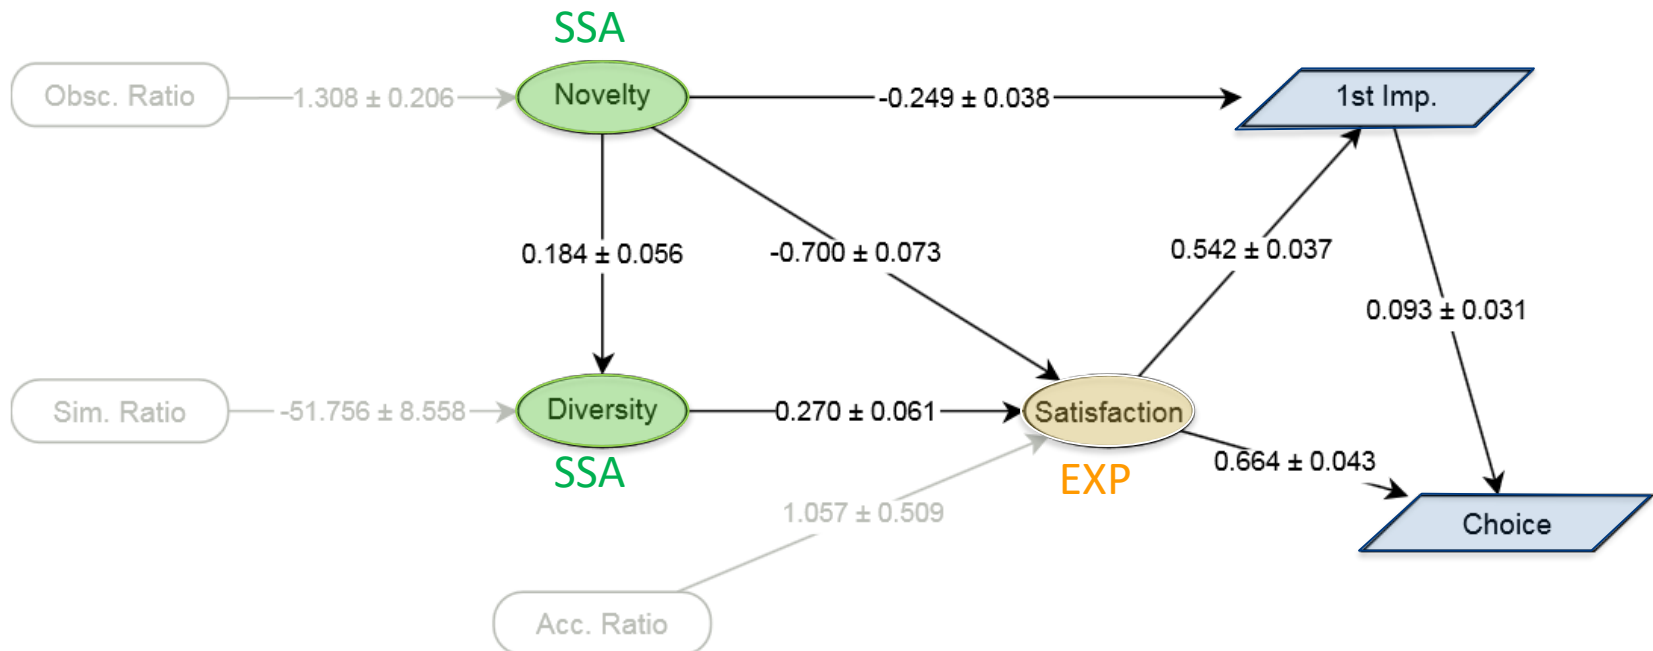 SSA
Obsc. Ratio
1.308 ± 0.206
Novelty
-0.249 ± 0.038
1st Imp.
0.184 ± 0.056
-0.700 ± 0.073
0.542 ± 0.037
0.093 ± 0.031
Sim. Ratio
-51.756 ± 8.558
Diversity
0.270 ± 0.061
Satisfaction
SSA
EXP
0.664 ± 0.043
1.057 ± 0.509
Choice
Acc. Ratio